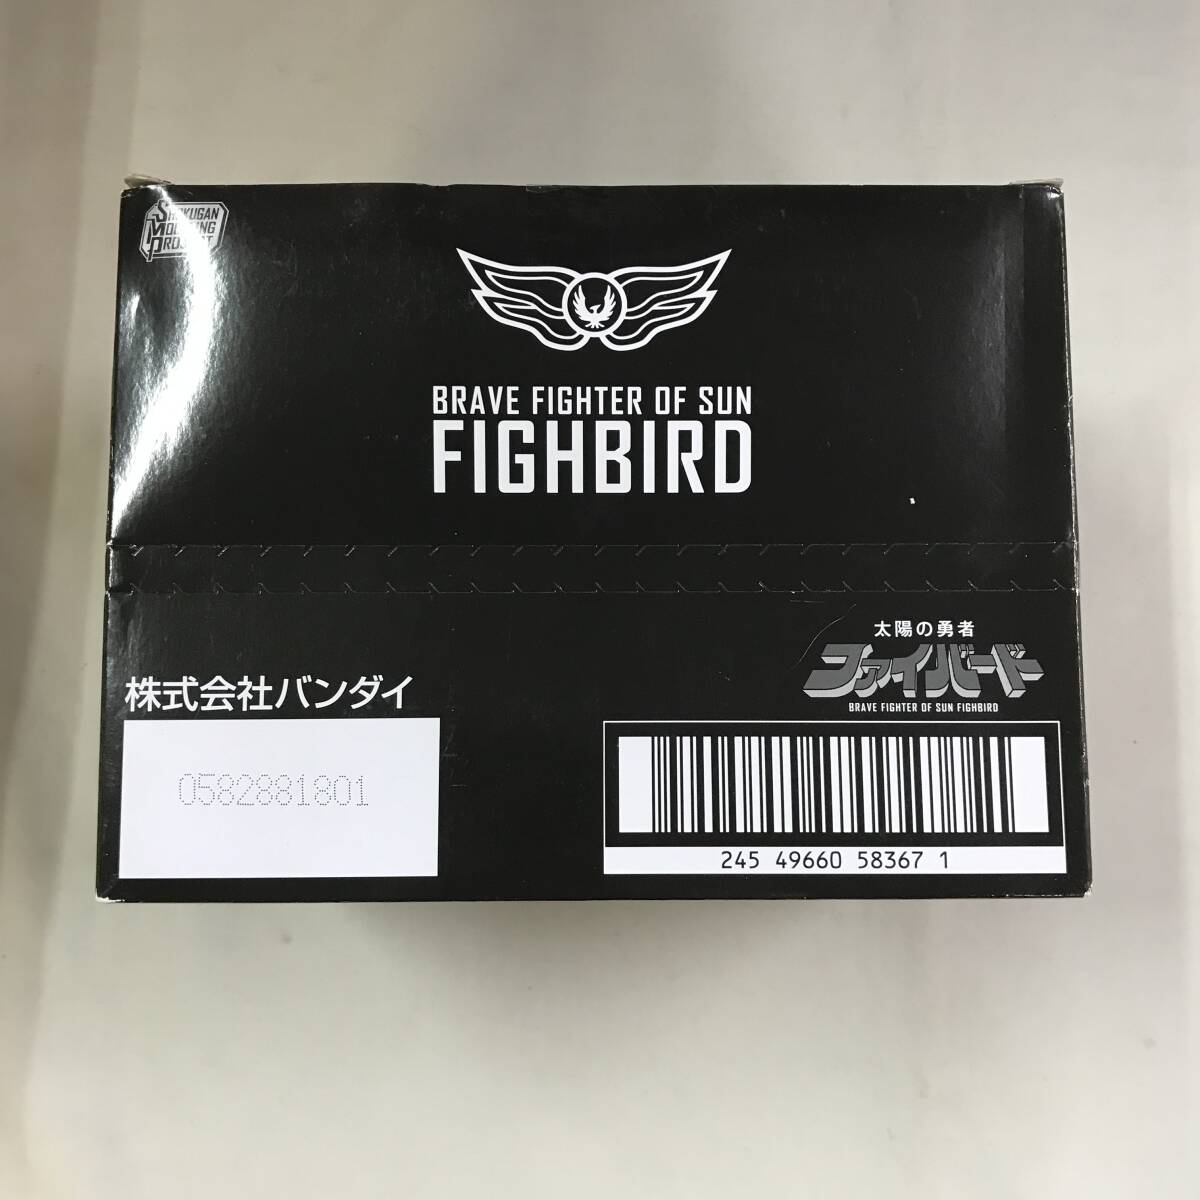 SHOKUGAN
MODELING
PROJECT
BRAVE FIGHTER OF SUN
FIGHBIRD
太陽の勇者
ファイバード
BRAVE FIGHTER OF SUN FIGHBIRD
株式会社バンダイ
0582881801
245 49660 58367 1